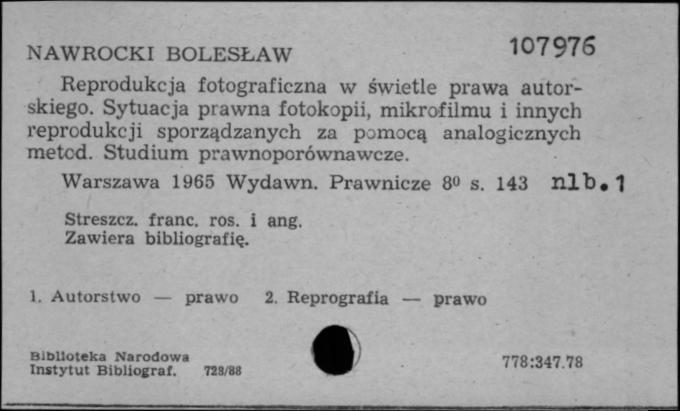 NAWROCKI BOLESŁAW 107976
Reprodukcja fotograficzna w świetle prawa autor-
skiego. Sytuacja prawna fotokopii, mikrofilmu i innych
reprodukcji sporządzanych za pomocą analogicznych
metod. Studium prawnoporównawcze.
Warszawa 1965 Wydawn. Prawnicze 8⁰ s. 143 nlb.1
Streszcz. franc. ros. i ang.
Zawiera bibliografię.
1. Autorstwo — prawo 2. Reprografia — prawo
Biblioteka Narodowa
Instytut Bibliograf. 728/88 778:347.78